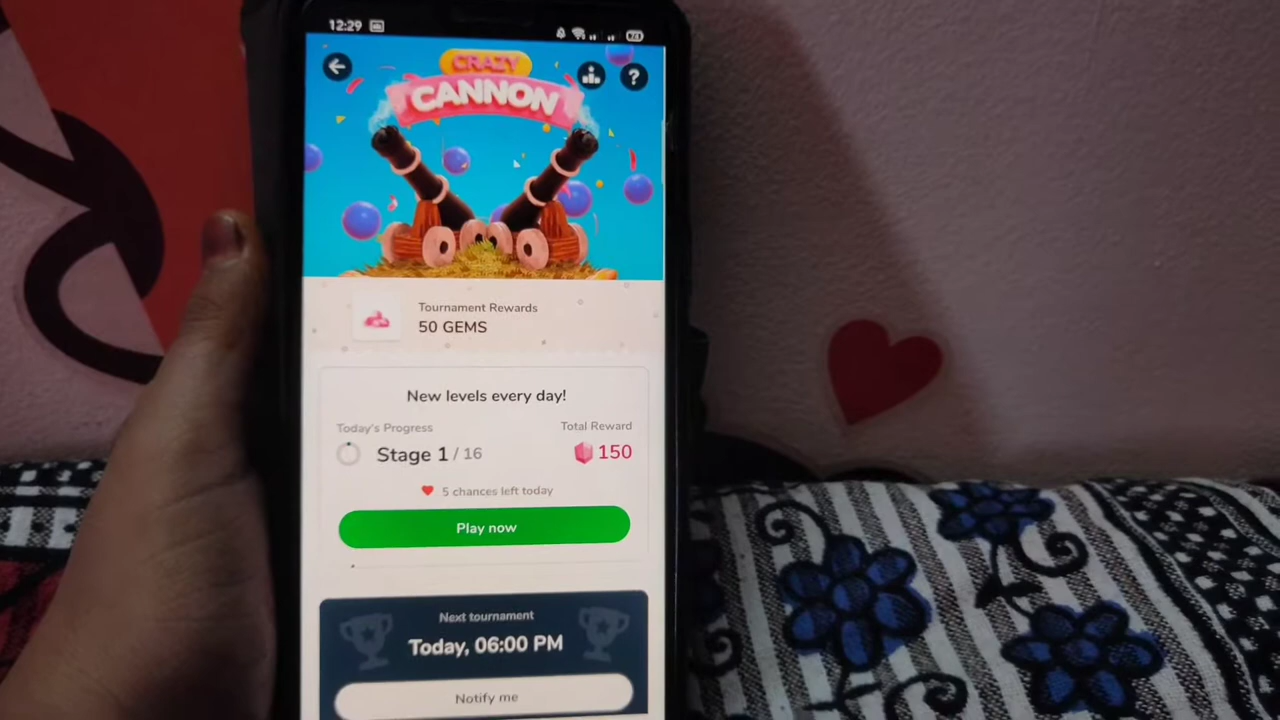 12:29
CRAZY
CANNON
?
Tournament Rewards
50 GEMS
New levels every day!
Today's Progress
Total Reward
Stage 1 / 16
150
5 chances left today
Play now
Next tournament
Today, 06:00 PM
Notify me